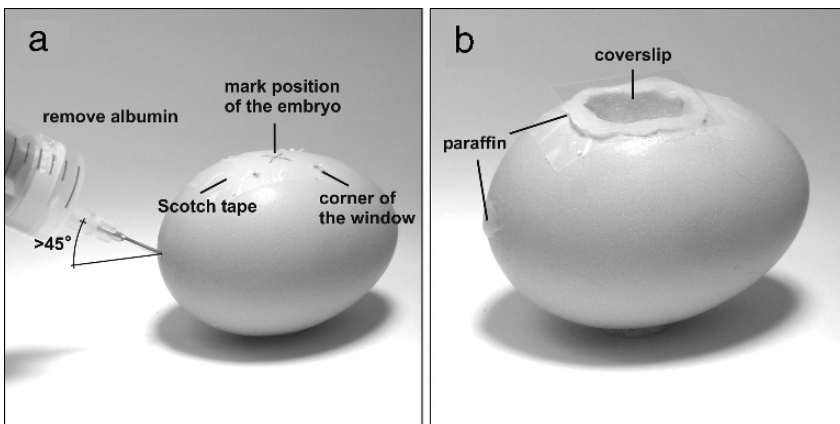 a
mark position
of the embryo
remove albumin
Scotch tape
corner of
the window
>45°
b
coverslip
paraffin